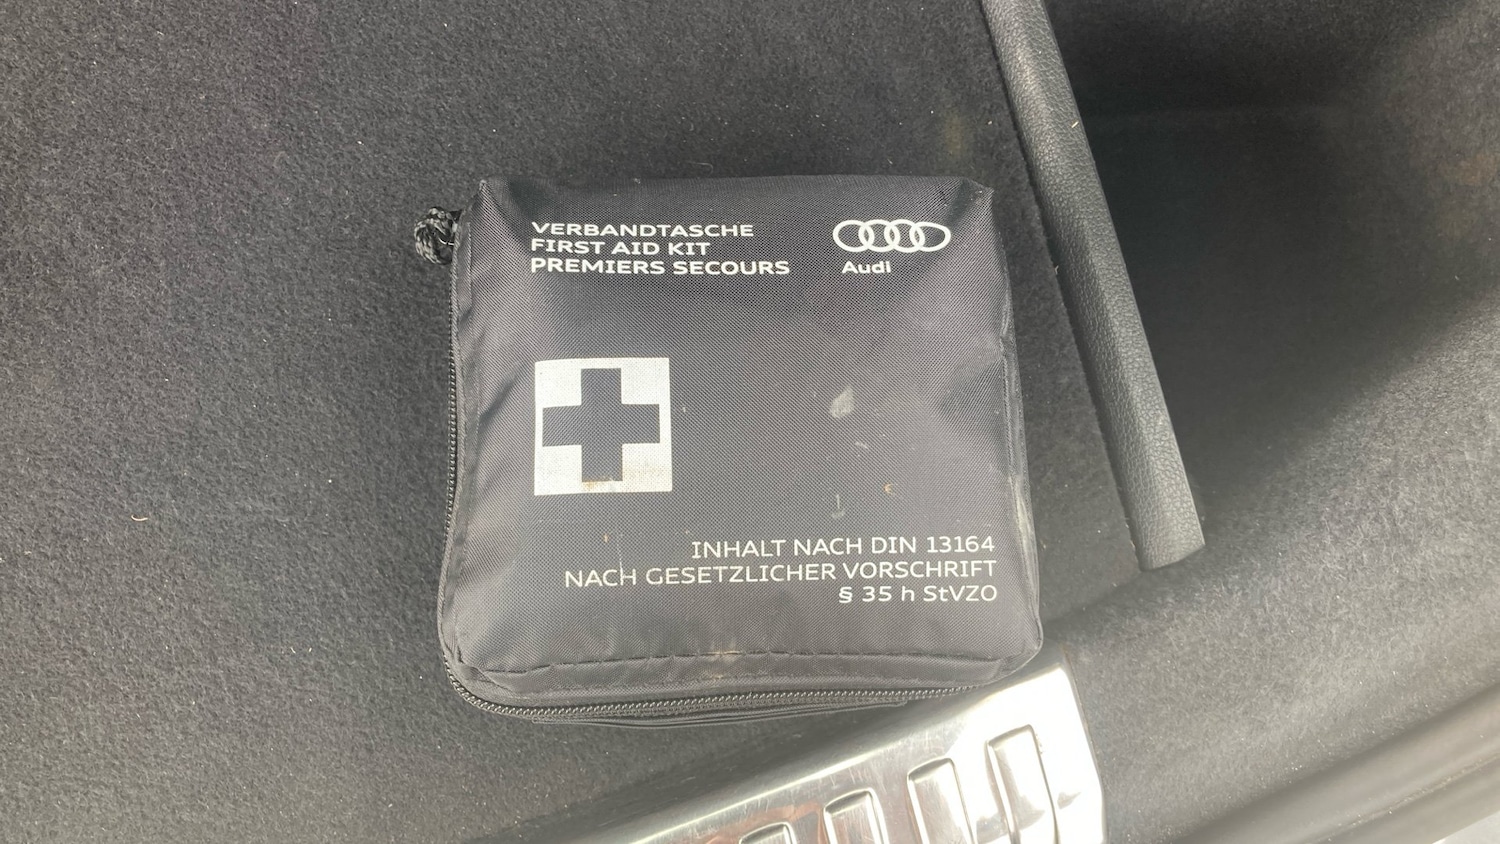 VERBANDTASCHE
FIRST AID KIT
PREMIERS SECOURS
Audi
INHALT NACH DIN 13164
NACH GESETZLICHER VORSCHRIFT
§ 35 h StVZO